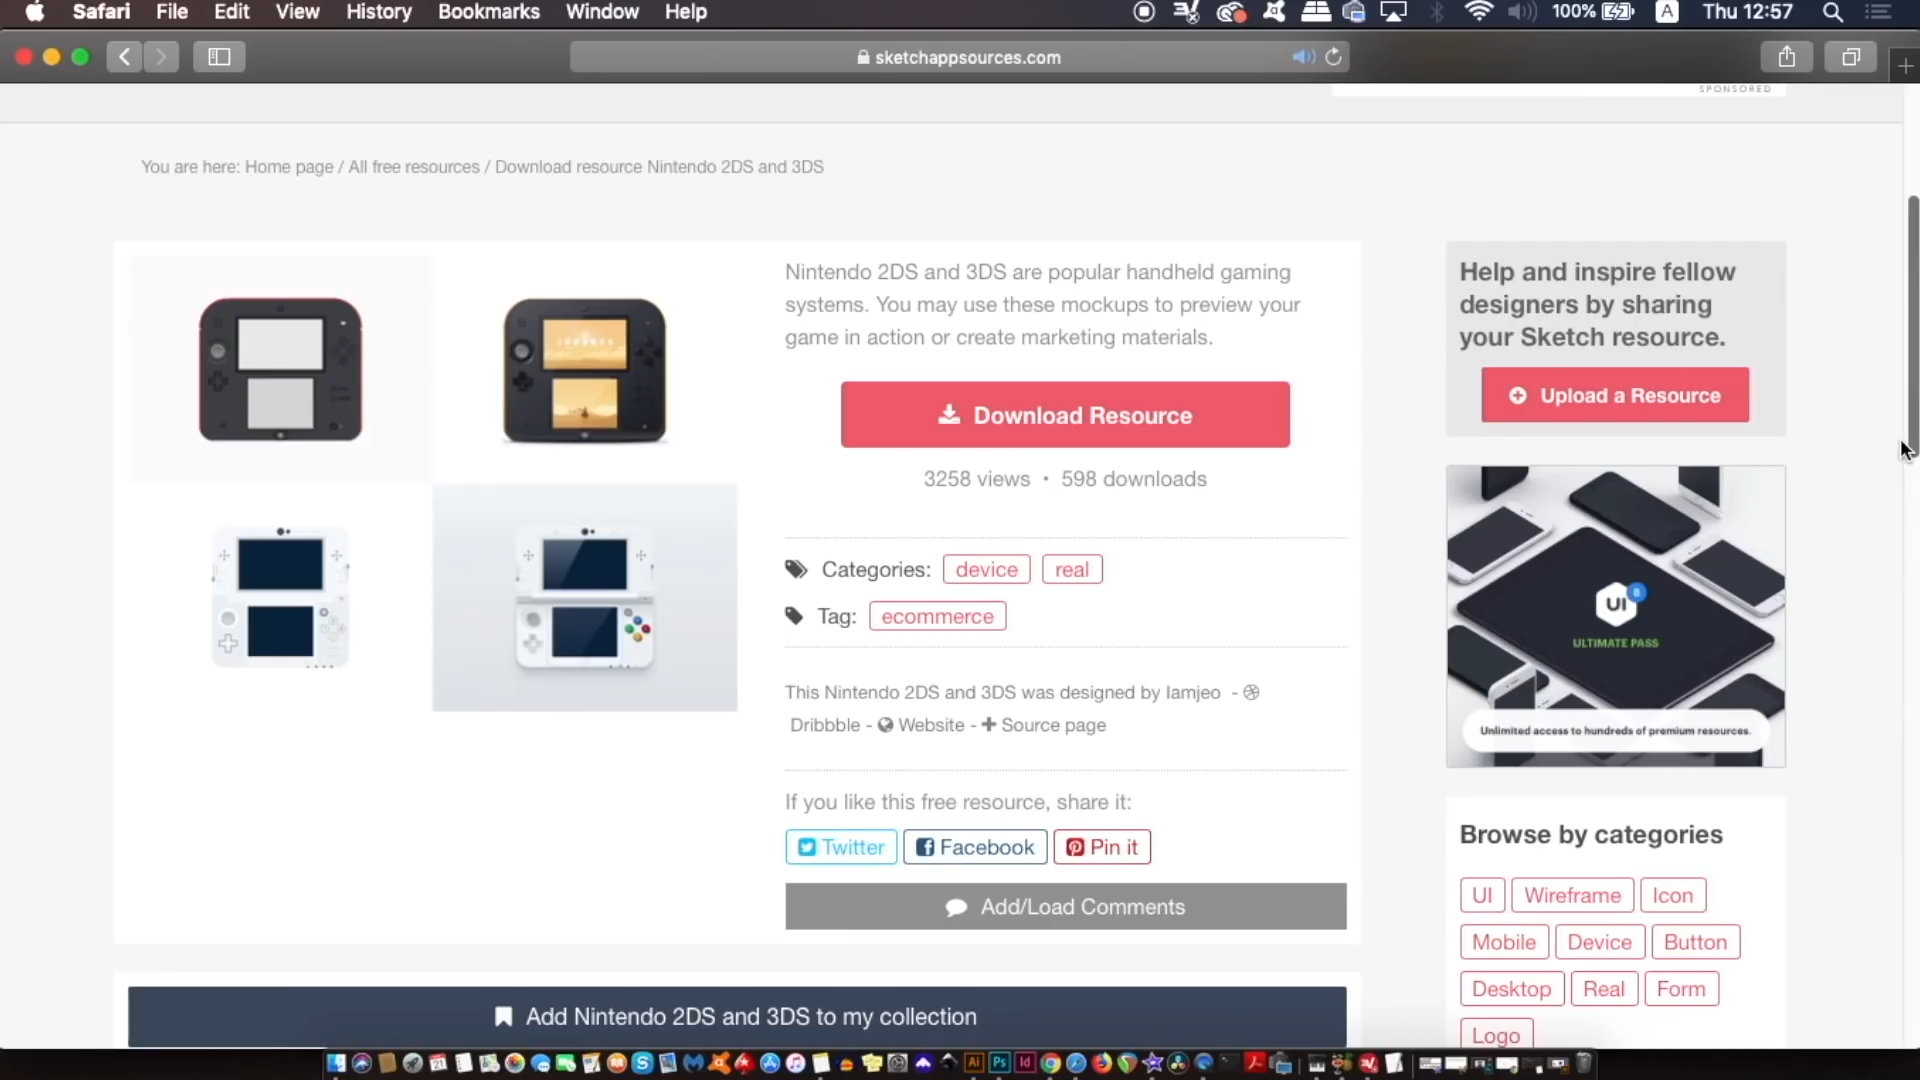 Safari File Edit View History Bookmarks Window Help 100% A Thu 12:57
sketchappsources.com
SPONSORED
You are here: Home page / All free resources / Download resource Nintendo 2DS and 3DS
Nintendo 2DS and 3DS are popular handheld gaming
systems. You may use these mockups to preview your
game in action or create marketing materials.
Download Resource
3258 views • 598 downloads
Categories: device real
Tag: ecommerce
This Nintendo 2DS and 3DS was designed by Iamjeo -
Dribbble - Website - Source page
If you like this free resource, share it:
Twitter Facebook Pin it
Add/Load Comments
Add Nintendo 2DS and 3DS to my collection
Help and inspire fellow
designers by sharing
your Sketch resource.
Upload a Resource
UI 8
ULTIMATE PASS
Unlimited access to hundreds of premium resources.
Browse by categories
UI Wireframe Icon
Mobile Device Button
Desktop Real Form
Logo
Ai Ps Id